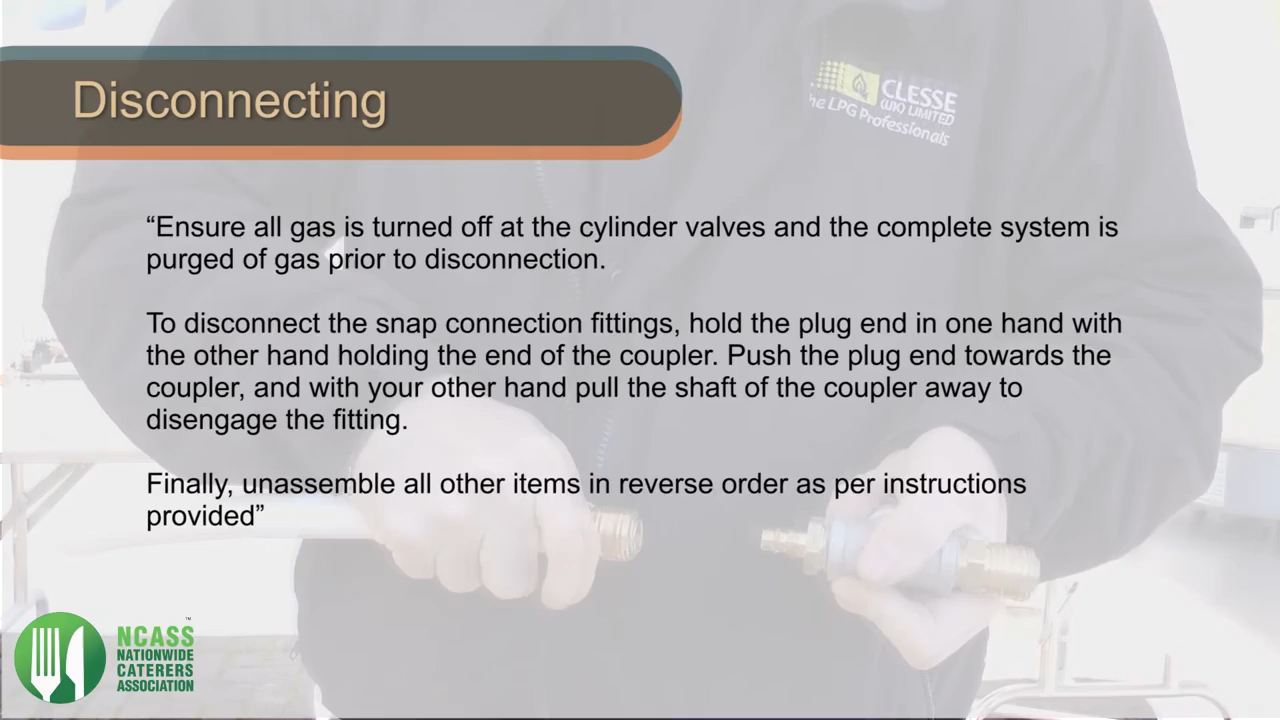 Disconnecting
CLESSE
(UK) LIMITED
he LPG Professionals
“Ensure all gas is turned off at the cylinder valves and the complete system is
purged of gas prior to disconnection.
To disconnect the snap connection fittings, hold the plug end in one hand with
the other hand holding the end of the coupler. Push the plug end towards the
coupler, and with your other hand pull the shaft of the coupler away to
disengage the fitting.
Finally, unassemble all other items in reverse order as per instructions
provided”
NCASS™
NATIONWIDE
CATERERS
ASSOCIATION